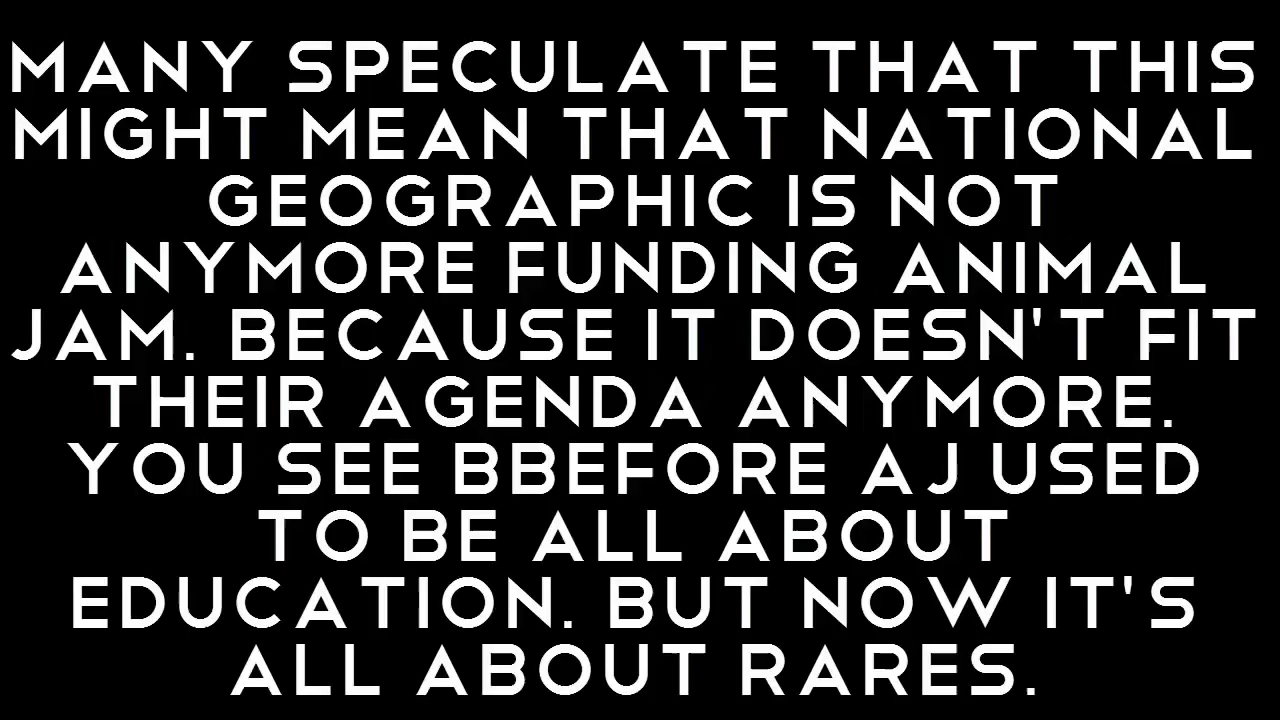 MANY SPECULATE THAT THIS
MIGHT MEAN THAT NATIONAL
GEOGRAPHIC IS NOT
ANYMORE FUNDING ANIMAL
JAM. BECAUSE IT DOESN'T FIT
THEIR AGENDA ANYMORE.
YOU SEE BBEFORE AJ USED
TO BE ALL ABOUT
EDUCATION. BUT NOW IT'S
ALL ABOUT RARES.